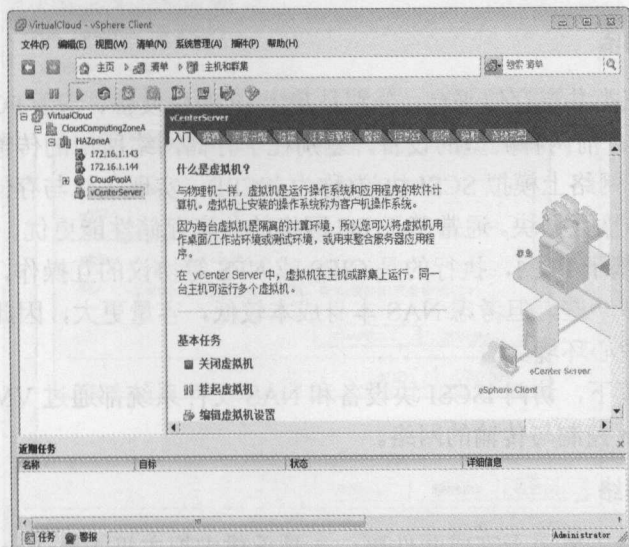 VirtualCloud - vSphere Client
文件(F) 编辑(E) 视图(W) 清单(N) 系统管理(A) 插件(P) 帮助(H)
主页 清单 主机和群集
搜索 清单
VirtualCloud
CloudComputingZoneA
HAZoneA
172.16.1.143
172.16.1.144
CloudPoolA
vCenterServer
vCenterServer
入门
什么是虚拟机？
与物理机一样，虚拟机是运行操作系统和应用程序的软件计
算机。虚拟机上安装的操作系统称为客户机操作系统。
因为每台虚拟机是隔离的计算环境，所以您可以将虚拟机用
作桌面/工作站环境或测试环境，或用来整合服务器应用程
序。
在 vCenter Server 中，虚拟机在主机或群集上运行，同一
台主机可运行多个虚拟机。
vCenter Server
vSphere Client
基本任务
关闭虚拟机
挂起虚拟机
编辑虚拟机设置
近期任务
名称 目标 状态 详细信息
任务 警报
Administrator